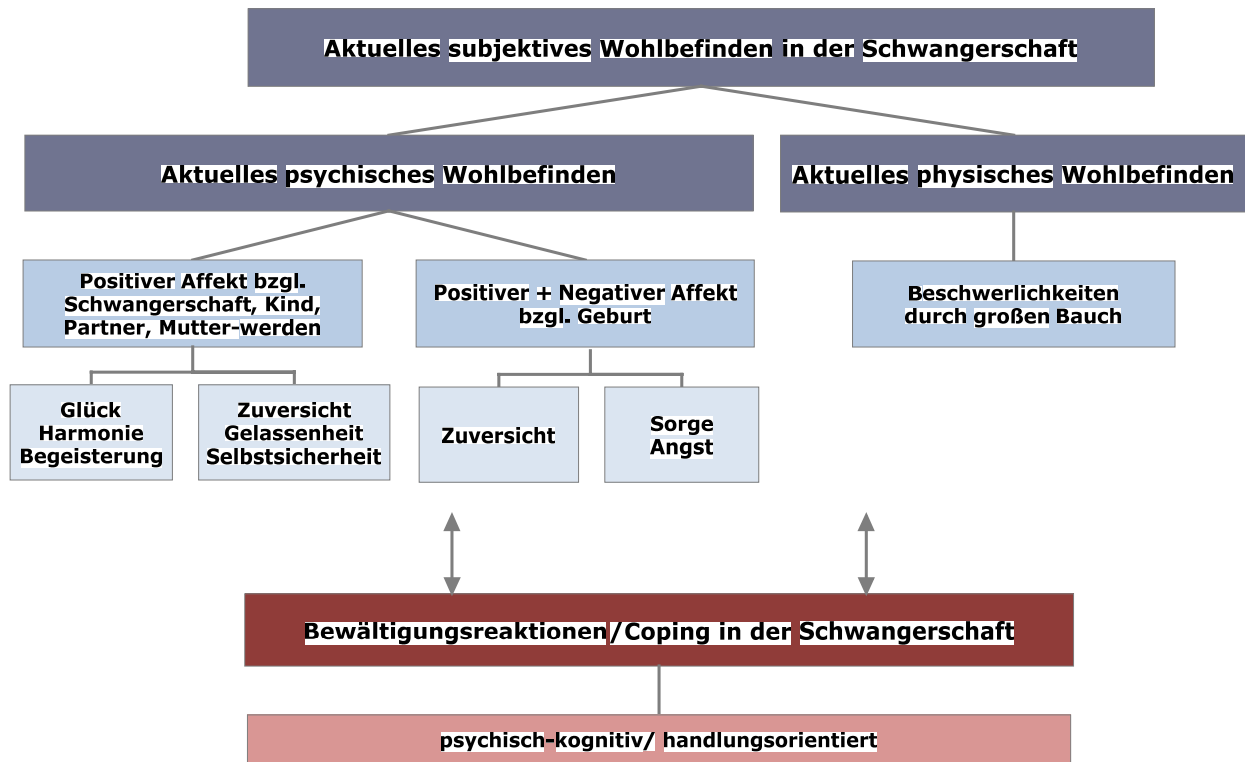 Aktuelles subjektives Wohlbefinden in der Schwangerschaft
Aktuelles psychisches Wohlbefinden
Aktuelles physisches Wohlbefinden
Positiver Affekt bzgl.
Schwangerschaft, Kind,
Partner, Mutter-werden
Positiver + Negativer Affekt
bzgl. Geburt
Beschwerlichkeiten
durch großen Bauch
Glück
Harmonie
Begeisterung
Zuversicht
Gelassenheit
Selbstsicherheit
Zuversicht
Sorge
Angst
Bewältigungsreaktionen/Coping in der Schwangerschaft
psychisch-kognitiv/ handlungsorientiert